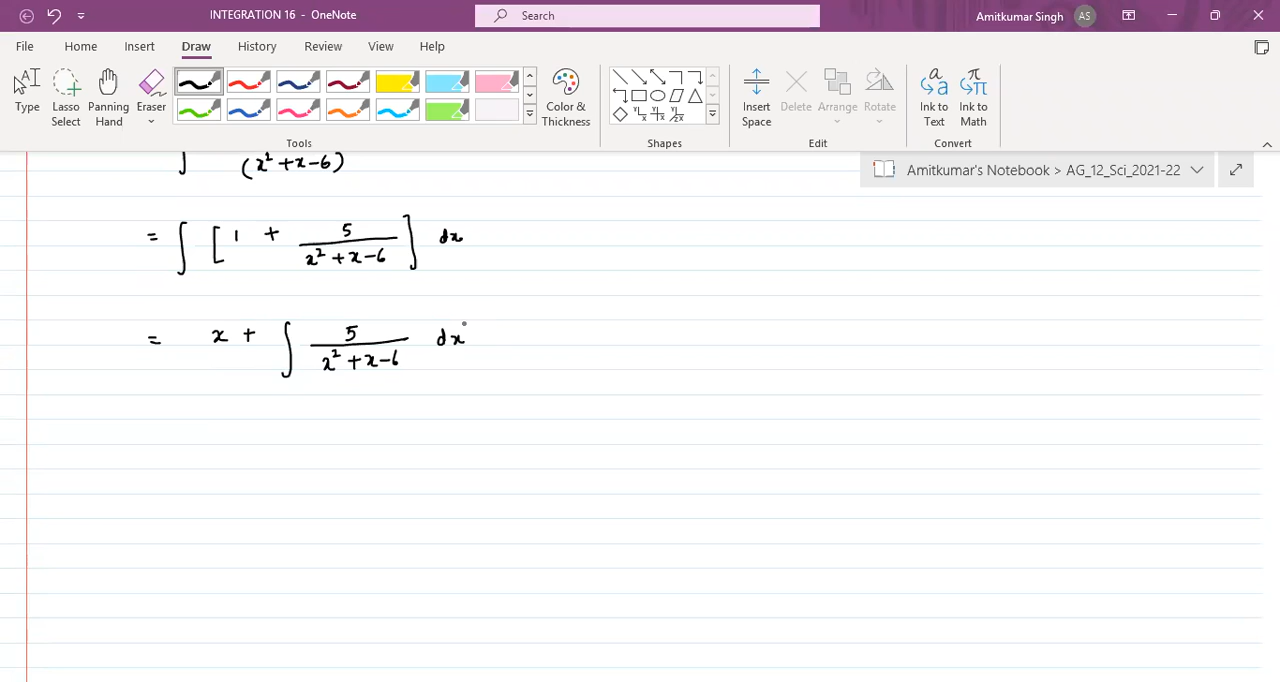 INTEGRATION 16 - OneNote
Search
Amitkumar Singh AS
File Home Insert Draw History Review View Help
Type Lasso Select Panning Hand Eraser Color & Thickness Insert Space Delete Arrange Rotate Ink to Text Ink to Math
Tools Shapes Edit Convert
Amitkumar's Notebook > AG_12_Sci_2021-22
∫ (x² + x - 6)
= ∫ [ 1 + 5/(x² + x - 6) ] dx
= x + ∫ 5/(x² + x - 6) dx